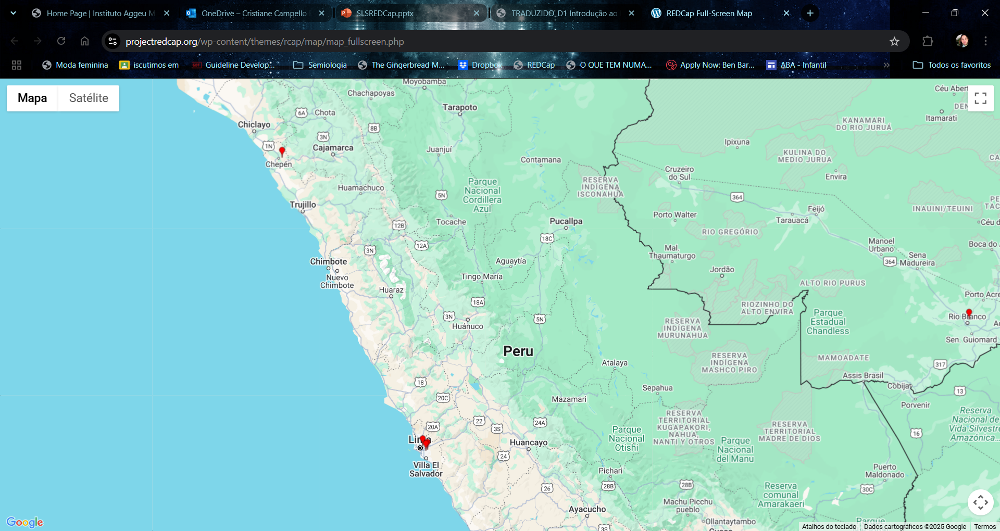 Home Page | Instituto Aggeu M
OneDrive – Cristiane Campello
SLSREDCap.pptx
TRADUZIDO_D1 Introdução ao
REDCap Full-Screen Map
projectredcap.org/wp-content/themes/rcap/map/map_fullscreen.php
Moda feminina
iscutimos em
Guideline Develop...
Semiologia
The Gingerbread M...
Dropbox
REDCap
O QUE TEM NUMA...
Apply Now: Ben Bar...
ABA - Infantil
Todos os favoritos
Mapa
Satélite
Moyobamba
Chachapoyas
Céu Abert
Tarapoto
6A
Chota
Itamarati
Chiclayo
8B
KANAMARI
DO RIO JURUÁ
3N
1N
Cajamarca
Juanjuí
Ipixuna
Chepén
Contamana
KULINA DO
MEDIO JURUA
Cruzeiro
do Sul
Envira
RESERVA
INDÍGENA
ISCONAHUA
Parque
Nacional
Cordillera
Azul
Huamachuco
5N
364
Trujillo
INAUINI/TEUINI
Feijó
Porto Walter
Tarauacá
Tocache
Pucallpa
12B
RIO GREGÓRIO
18C
12A
3N
Manoel
Urbano
Boca do
Mal.
Thaumaturgo
Sena
Madureira
364
Chimbote
Aguaytía
Jordão
Nuevo
Chimbote
Tingo María
ALTO RIO PURUS
Huaraz
Porto Acre
18A
RIOZINHO DO
ALTO ENVIRA
3N
5N
Parque
Estadual
Chandless
Rio Branco
Huánuco
RESERVA
INDÍGENA
MURUNAHUA
Sen. Guiomard
Peru
RESERVA
INDÍGENA
MASHCO PIRO
MAMOADATE
Atalaya
317
Assis Brasil
18
Cobija
Sepahua
13
20C
Mazamari
Porvenir
RESERVA
TERRITORIAL
KUGAPAKORI,
NAHUA,
NANTI Y OTROS
Reserva
Nacional de
Vida Silvestre
Amazónica...
22
24A
20A
3S
RESERVA
TERRITORIAL
MADRE DE DIOS
16
Parque
Nacional
Otishi
Lima
Huancayo
Parque
Nacional
del Manu
24
Villa El
Salvador
Pichari
Puerto
Maldonado
28B
28B
26
30C
Reserva
comunal
Amarakaeri
Machu Picchu
pueblo
Ayacucho
Ollantaytambo
Parque
3S
Google
Atalhos do teclado
Dados cartográficos ©2025 Google
Termos